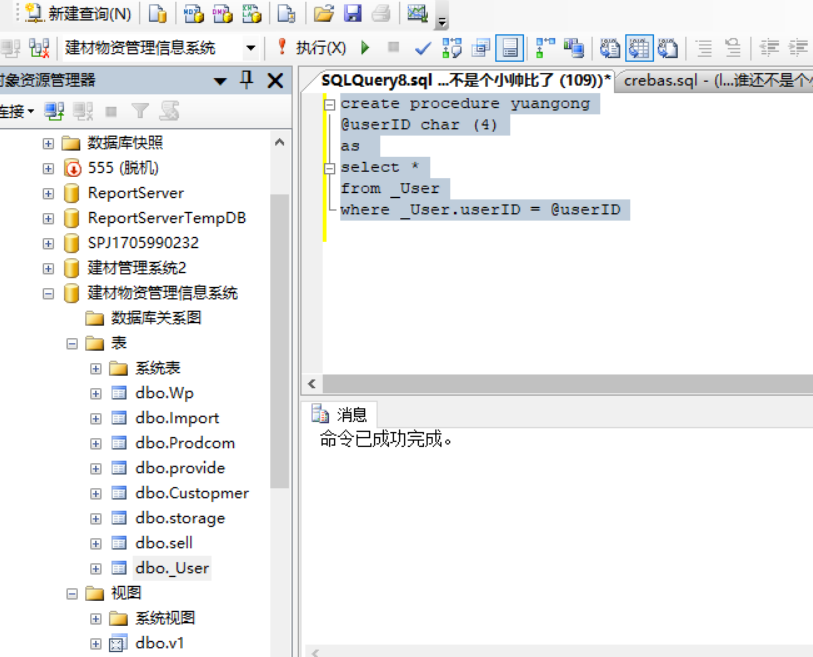 新建查询(N)
建材物资管理信息系统
执行(X)
对象资源管理器
连接
数据库快照
555 (脱机)
ReportServer
ReportServerTempDB
SPJ1705990232
建材管理系统2
建材物资管理信息系统
数据库关系图
表
系统表
dbo.Wp
dbo.Import
dbo.Prodcom
dbo.provide
dbo.Custopmer
dbo.storage
dbo.sell
dbo._User
视图
系统视图
dbo.v1
SQLQuery8.sql ...不是个小帅比了 (109))*
crebas.sql - (l...谁还不是个小
create procedure yuangong
@userID char (4)
as
select *
from _User
where _User.userID = @userID
消息
命令已成功完成。